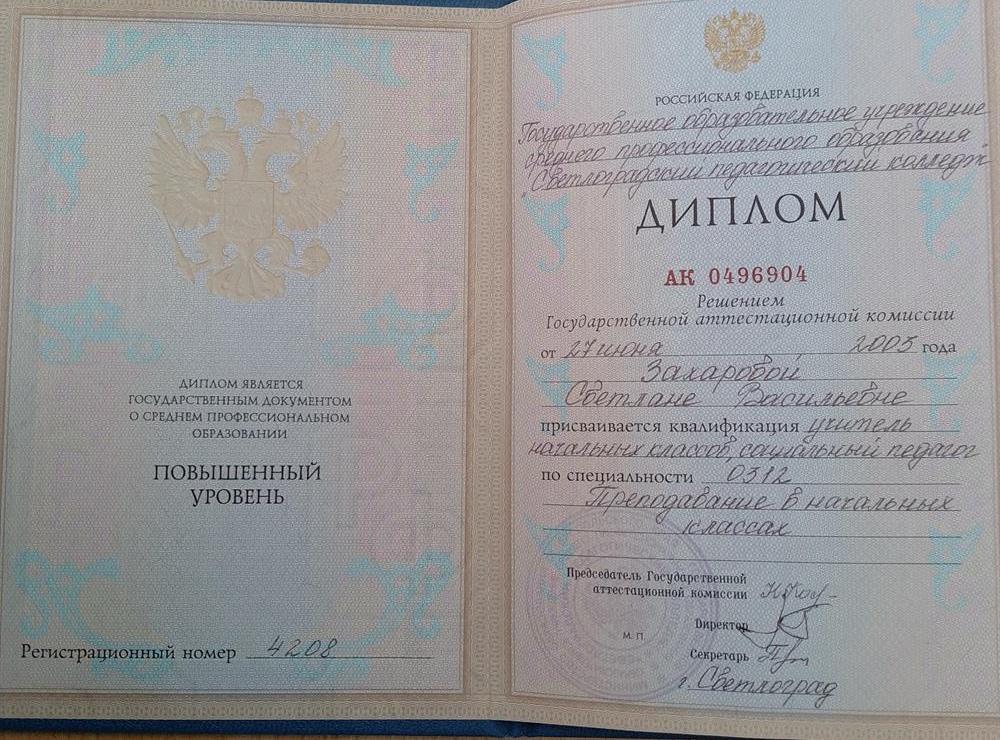 ДИПЛОМ ЯВЛЯЕТСЯ
ГОСУДАРСТВЕННЫМ ДОКУМЕНТОМ
О СРЕДНЕМ ПРОФЕССИОНАЛЬНОМ
ОБРАЗОВАНИИ
ПОВЫШЕННЫЙ
УРОВЕНЬ
Регистрационный номер 4208
РОССИЙСКАЯ ФЕДЕРАЦИЯ
Государственное образовательное учреждение
среднего профессионального образования
"Светлоградский педагогический колледж"
ДИПЛОМ
АК 0496904
Решением
Государственной аттестационной комиссии
от 27 июня 2003 года
Захаровой
Светлане Васильевне
присваивается квалификация учитель
начальных классов, социальный педагог
по специальности 0312
Преподавание в начальных
классах
Председатель Государственной
аттестационной комиссии
Директор
М. П.
Секретарь
г. Светлоград